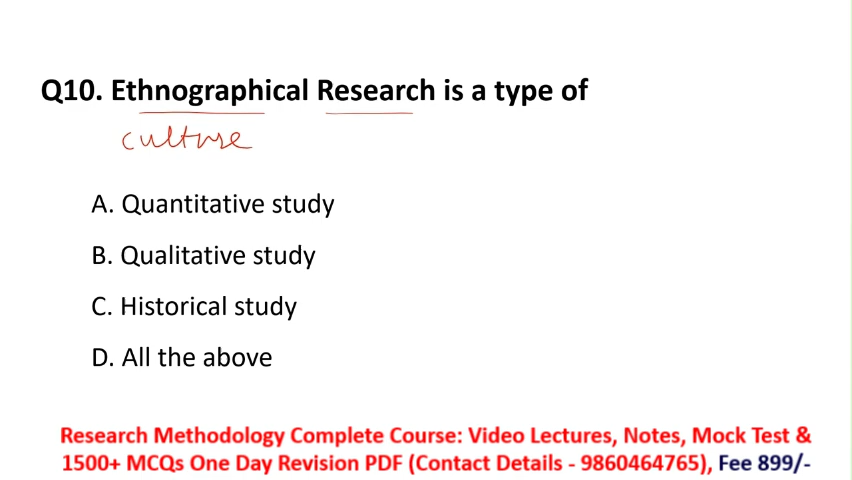 Q10. Ethnographical Research is a type of
culture
A. Quantitative study
B. Qualitative study
C. Historical study
D. All the above
Research Methodology Complete Course: Video Lectures, Notes, Mock Test &
1500+ MCQs One Day Revision PDF (Contact Details - 9860464765), Fee 899/-